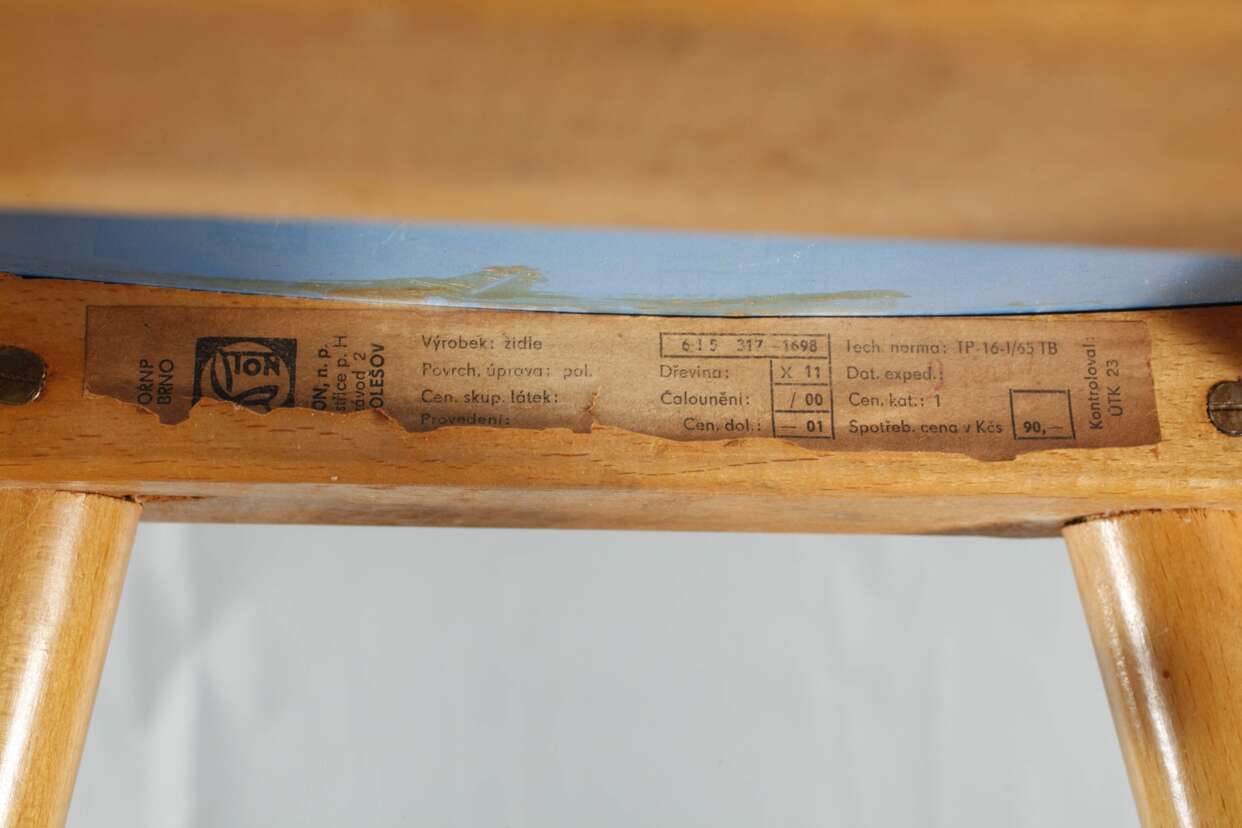 ORNP
BRNO
TON
ON, n. p.
střice p. H
závod 2
OLEŠOV
Výrobek: židle
Povrch, úprava: pol.
Cen. skup. látek:
Provedení:
6 1 5 317 -1698
Dřevina: X 11
Čalounění: / 00
Cen. dol.: — 01
Tech. norma: TP-16-1/65 TB
Dat. exped.:
Cen. kat.: 1
Spotřeb. cena v Kčs 90,—
Kontroloval:
ÚTK 23